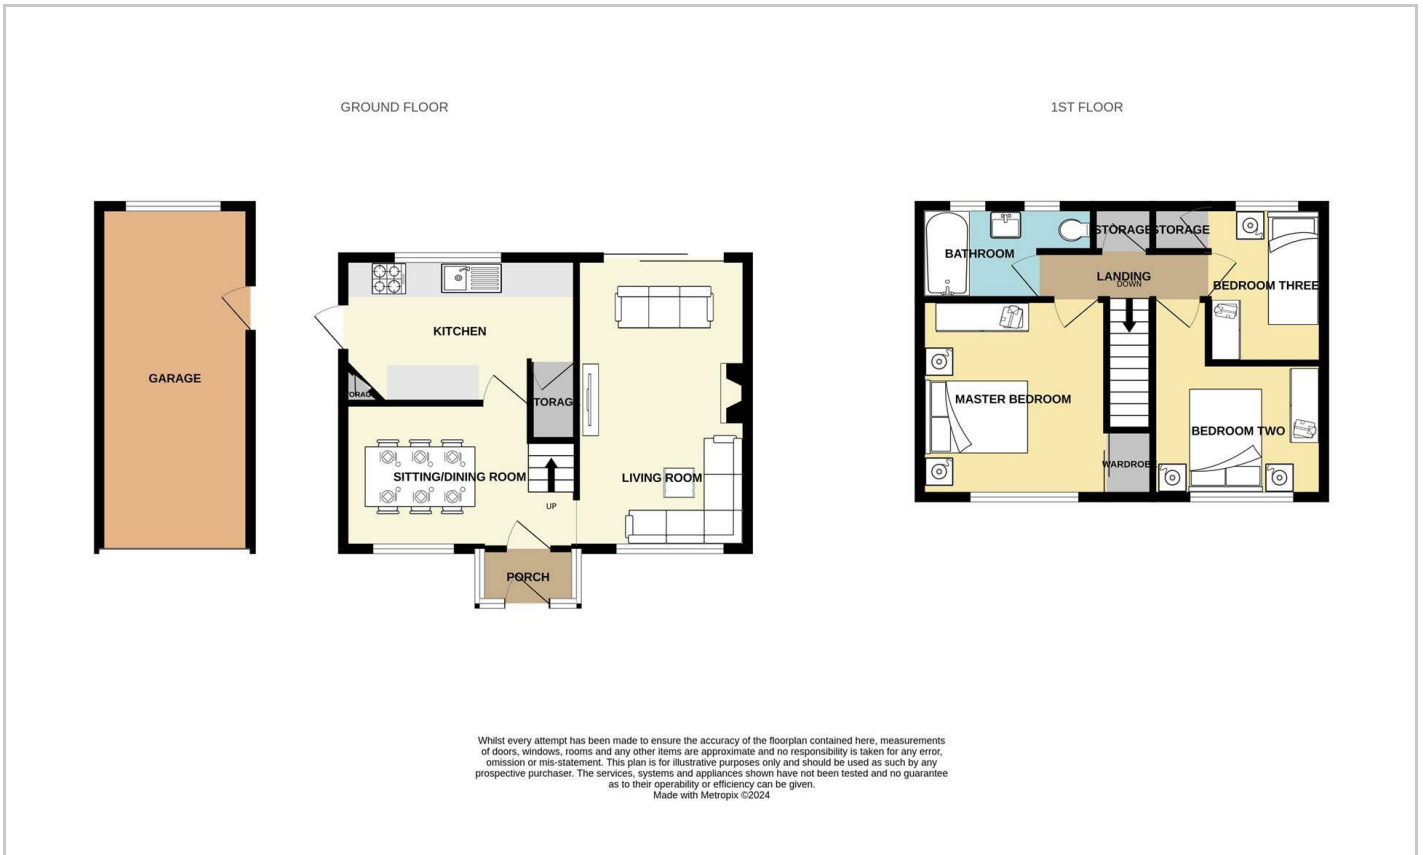 GROUND FLOOR
1ST FLOOR
GARAGE
KITCHEN
TORAG
TORAG
SITTING/DINING ROOM
UP
LIVING ROOM
PORCH
BATHROOM
STORAGE
STORAGE
LANDING
DOWN
BEDROOM THREE
MASTER BEDROOM
BEDROOM TWO
WARDROBE
Whilst every attempt has been made to ensure the accuracy of the floorplan contained here, measurements
of doors, windows, rooms and any other items are approximate and no responsibility is taken for any error,
omission or mis-statement. This plan is for illustrative purposes only and should be used as such by any
prospective purchaser. The services, systems and appliances shown have not been tested and no guarantee
as to their operability or efficiency can be given.
Made with Metropix ©2024